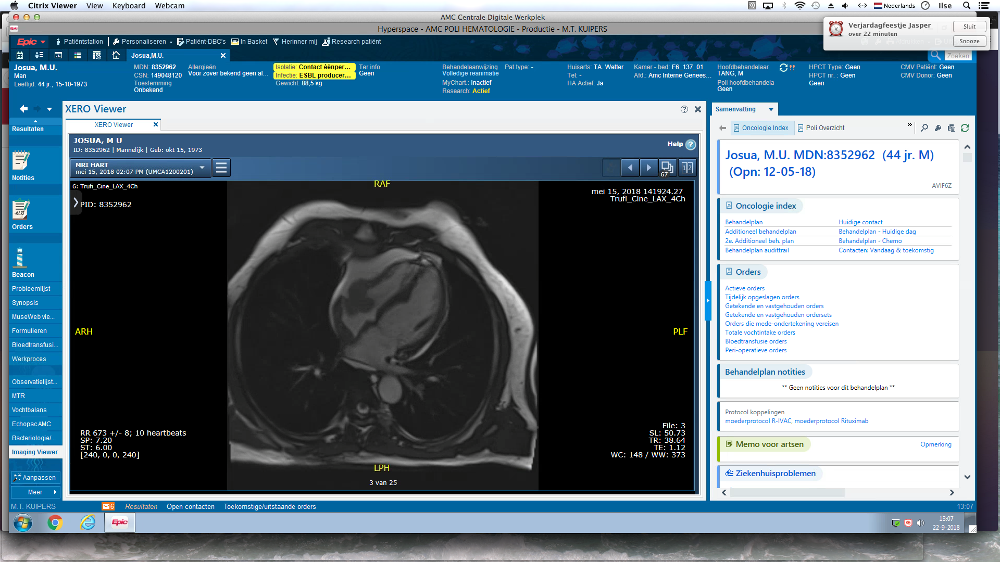 Citrix Viewer View Keyboard Webcam Nederlands Ilse
AMC Centrale Digitale Werkplek
Hyperspace - AMC POLI HEMATOLOGIE - Productie - M.T. KUIPERS
Verjardagfeestje Jasper
over 22 minuten
Sluit
Snooze
Epic Patiëntstation Personaliseren Patiënt-DBC's In Basket Herinner mij Research patiënt
Josua,M.U.
Zoeken
Josua, M.U.
Man
Leeftijd: 44 jr., 15-10-1973
MDN: 8352962
CSN: 149048120
Toestemming
Onbekend
Allergieën
Voor zover bekend geen al...
Isolatie: Contact éénper...
Infectie: ESBL producer...
Gewicht: 88,5 kg
Ter info
Geen
Behandelaanwijzing
Volledige reanimatie
MyChart.: Inactief
Research: Actief
Pat.type: -
Huisarts: TA. Wetter
Tel: -
HA Actief: Ja
Kamer - bed: F6_137_01
Afd.: Amc Interne Genees...
Hoofdbehandelaar
TANG, M
Poli hoofdbehandela
Geen
HPCT Type: Geen
HPCT nr. : Geen
Geen
CMV Patiënt: Geen
CMV Donor: Geen
Resultaten
Notities
Orders
Beacon
Probleemlijst
Synopsis
MuseWeb vie...
Formulieren
Bloedtransfusi...
Werkproces
Observatielijst...
MTR
Vochtbalans
Echopac AMC
Bacteriologie/...
Imaging Viewer
Aanpassen
Meer
XERO Viewer
XERO Viewer
JOSUA, M U
ID: 8352962 | Mannelijk | Geb: okt 15, 1973
Help
MRI HART
mei 15, 2018 02:07 PM (UMCA1200201)
67
1 2
6: Trufi_Cine_LAX_4Ch
PID: 8352962
RAF
mei 15, 2018 141924.27
Trufi_Cine_LAX_4Ch
ARH
PLF
RR 673 +/- 8; 10 heartbeats
SP: 7.20
ST: 6.00
[240, 0, 0, 240]
LPH
3 van 25
File: 3
SL: 50.73
TR: 38.64
TE: 1.12
WC: 148 / WW: 373
Samenvatting
Oncologie Index Poli Overzicht
Josua, M.U. MDN:8352962 (44 jr. M)
(Opn: 12-05-18)
AVIF6Z
Oncologie index
Behandelplan Huidige contact
Additioneel behandelplan Behandelplan - Huidige dag
2e. Additioneel beh. plan Behandelplan - Chemo
Behandelplan audittrail Contacten: Vandaag & toekomstig
Orders
Actieve orders
Tijdelijk opgeslagen orders
Getekende en vastgehouden orders
Getekende en vastgehouden ordersets
Orders die mede-ondertekening vereisen
Totale vochtintake orders
Bloedtransfusie orders
Peri-operatieve orders
Behandelplan notities
** Geen notities voor dit behandelplan **
Protocol koppelingen
moederprotocol R-IVAC, moederprotocol Rituximab
Memo voor artsen Opmerking
Ziekenhuisproblemen
M.T. KUIPERS 6 Resultaten Open contacten Toekomstige/uitstaande orders 13:07
Epic
13:07
22-9-2018